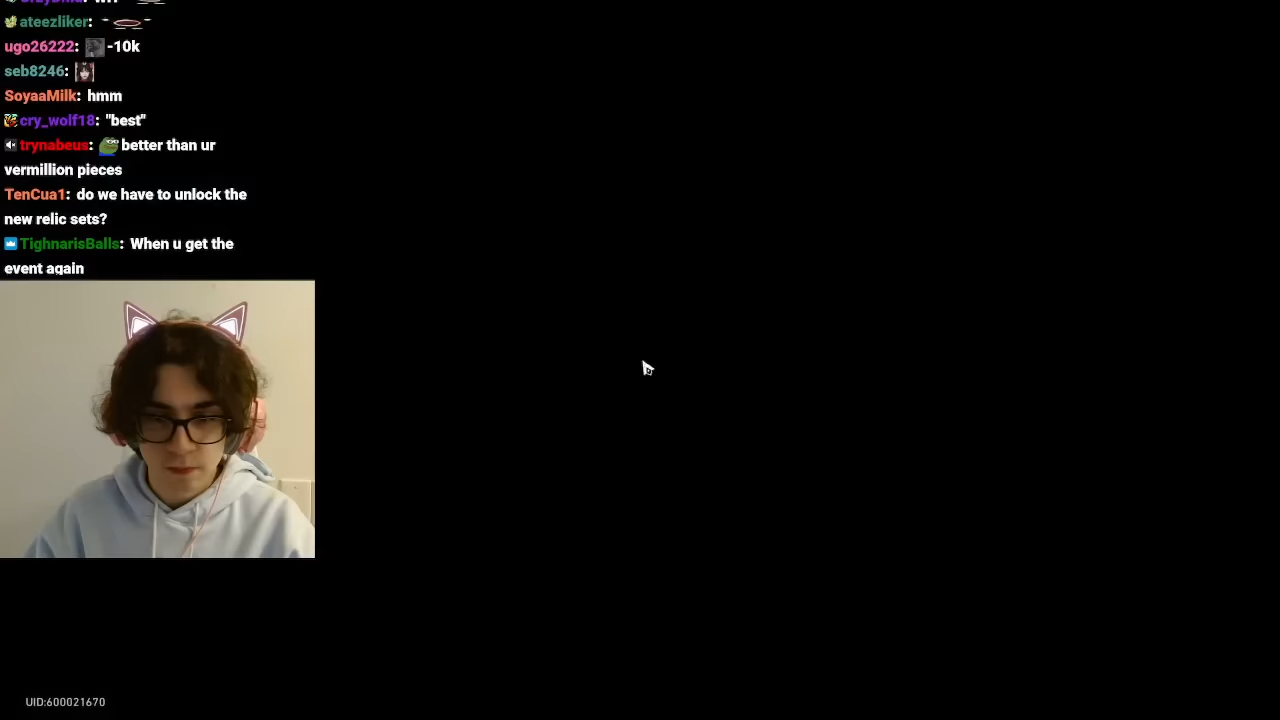 ateezliker:
ugo26222: -10k
seb8246:
SoyaaMilk: hmm
cry_wolf18: "best"
trynabeus: better than ur
vermillion pieces
TenCua1: do we have to unlock the
new relic sets?
TighnarisBalls: When u get the
event again
UID:600021670